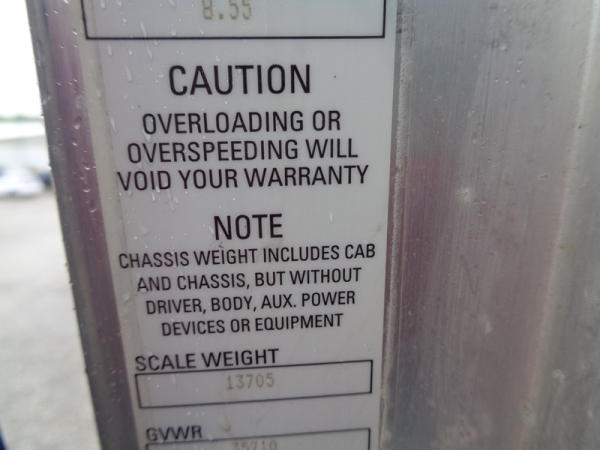 8.55
CAUTION
OVERLOADING OR
OVERSPEEDING WILL
VOID YOUR WARRANTY
NOTE
CHASSIS WEIGHT INCLUDES CAB
AND CHASSIS, BUT WITHOUT
DRIVER, BODY, AUX. POWER
DEVICES OR EQUIPMENT
SCALE WEIGHT
13705
GVWR
35710